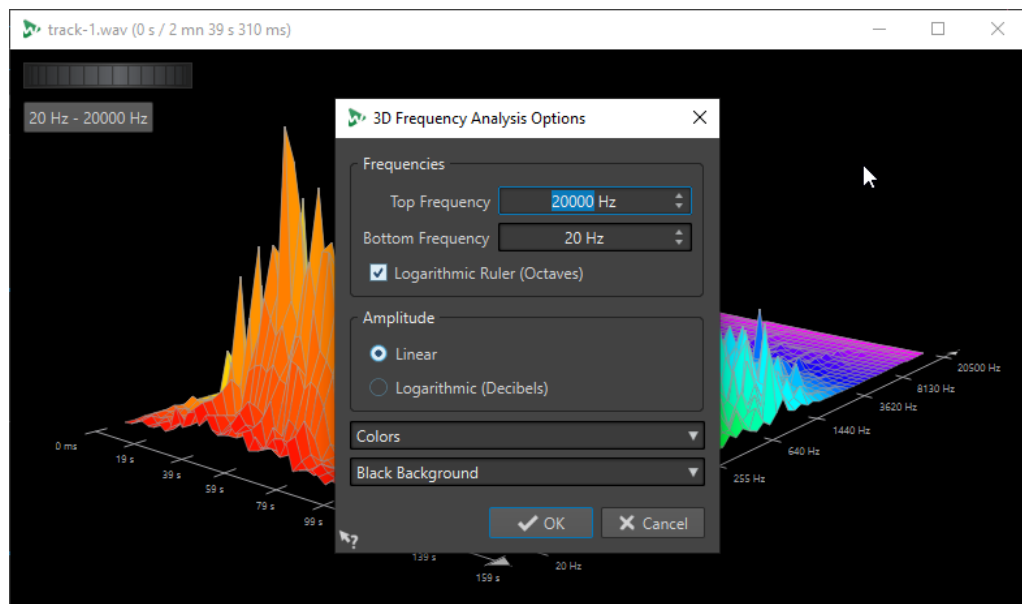 track-1.wav (0 s / 2 mn 39 s 310 ms)
20 Hz - 20000 Hz
3D Frequency Analysis Options
Frequencies
Top Frequency 20000 Hz
Bottom Frequency 20 Hz
Logarithmic Ruler (Octaves)
Amplitude
Linear
Logarithmic (Decibels)
Colors
Black Background
OK Cancel
?
0 ms
19 s
39 s
59 s
79 s
99 s
139 s
159 s
20 Hz
255 Hz
640 Hz
1440 Hz
3620 Hz
8130 Hz
20500 Hz